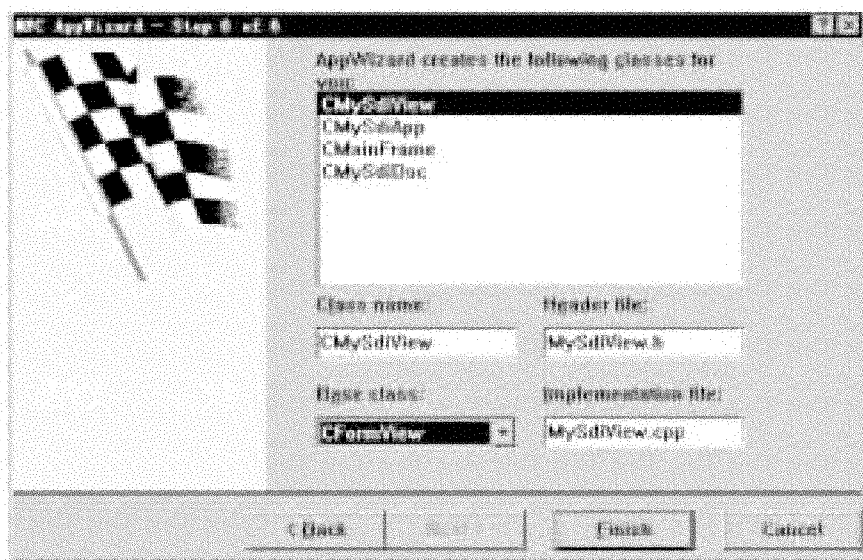 MFC AppWizard - Step 6 of 6
AppWizard creates the following classes for
you:
CMySdiView
CMySdiApp
CMainFrame
CMySdiDoc
Class name:
Header file:
CMySdiView
MySdiView.h
Base class:
Implementation file:
CFormView
MySdiView.cpp
< Back
Next >
Finish
Cancel